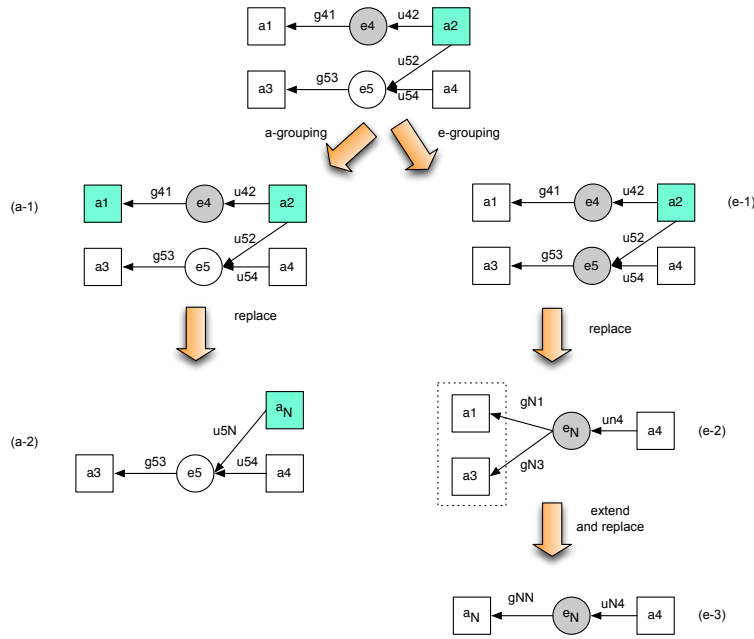 a1 g41 e4 u42 a2
u52
a3 g53 e5 u54 a4
a-grouping e-grouping
(a-1) a1 g41 e4 u42 a2
u52
a3 g53 e5 u54 a4
replace
(a-2) aN
u5N
a3 g53 e5 u54 a4
a1 g41 e4 u42 a2 (e-1)
u52
a3 g53 e5 u54 a4
replace
a1 gN1 eN un4 a4 (e-2)
a3 gN3
extend
and replace
aN gNN eN uN4 a4 (e-3)